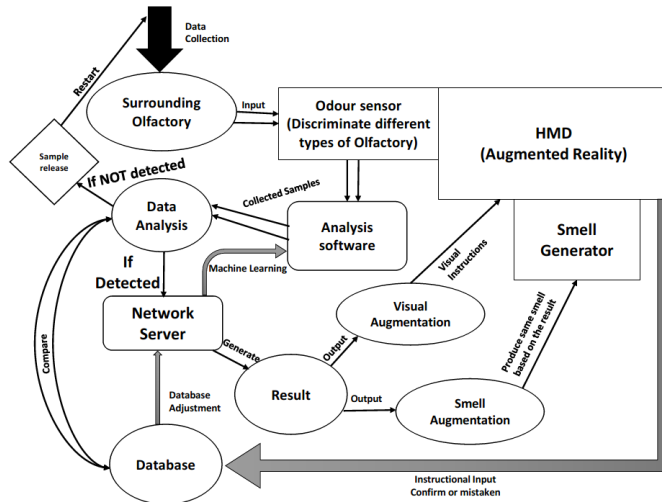 Data
Collection
Restart
Surrounding
Olfactory
Input
Odour sensor
(Discriminate different
types of Olfactory)
HMD
(Augmented Reality)
Sample
release
If NOT detected
Data
Analysis
Collected Samples
Analysis
software
Smell
Generator
If
Detected
Machine Learning
Visual
Instructions
Network
Server
Visual
Augmentation
Generate
Output
Produce same smell
based on the result
Compare
Database
Adjustment
Result
Output
Smell
Augmentation
Database
Instructional Input
Confirm or mistaken